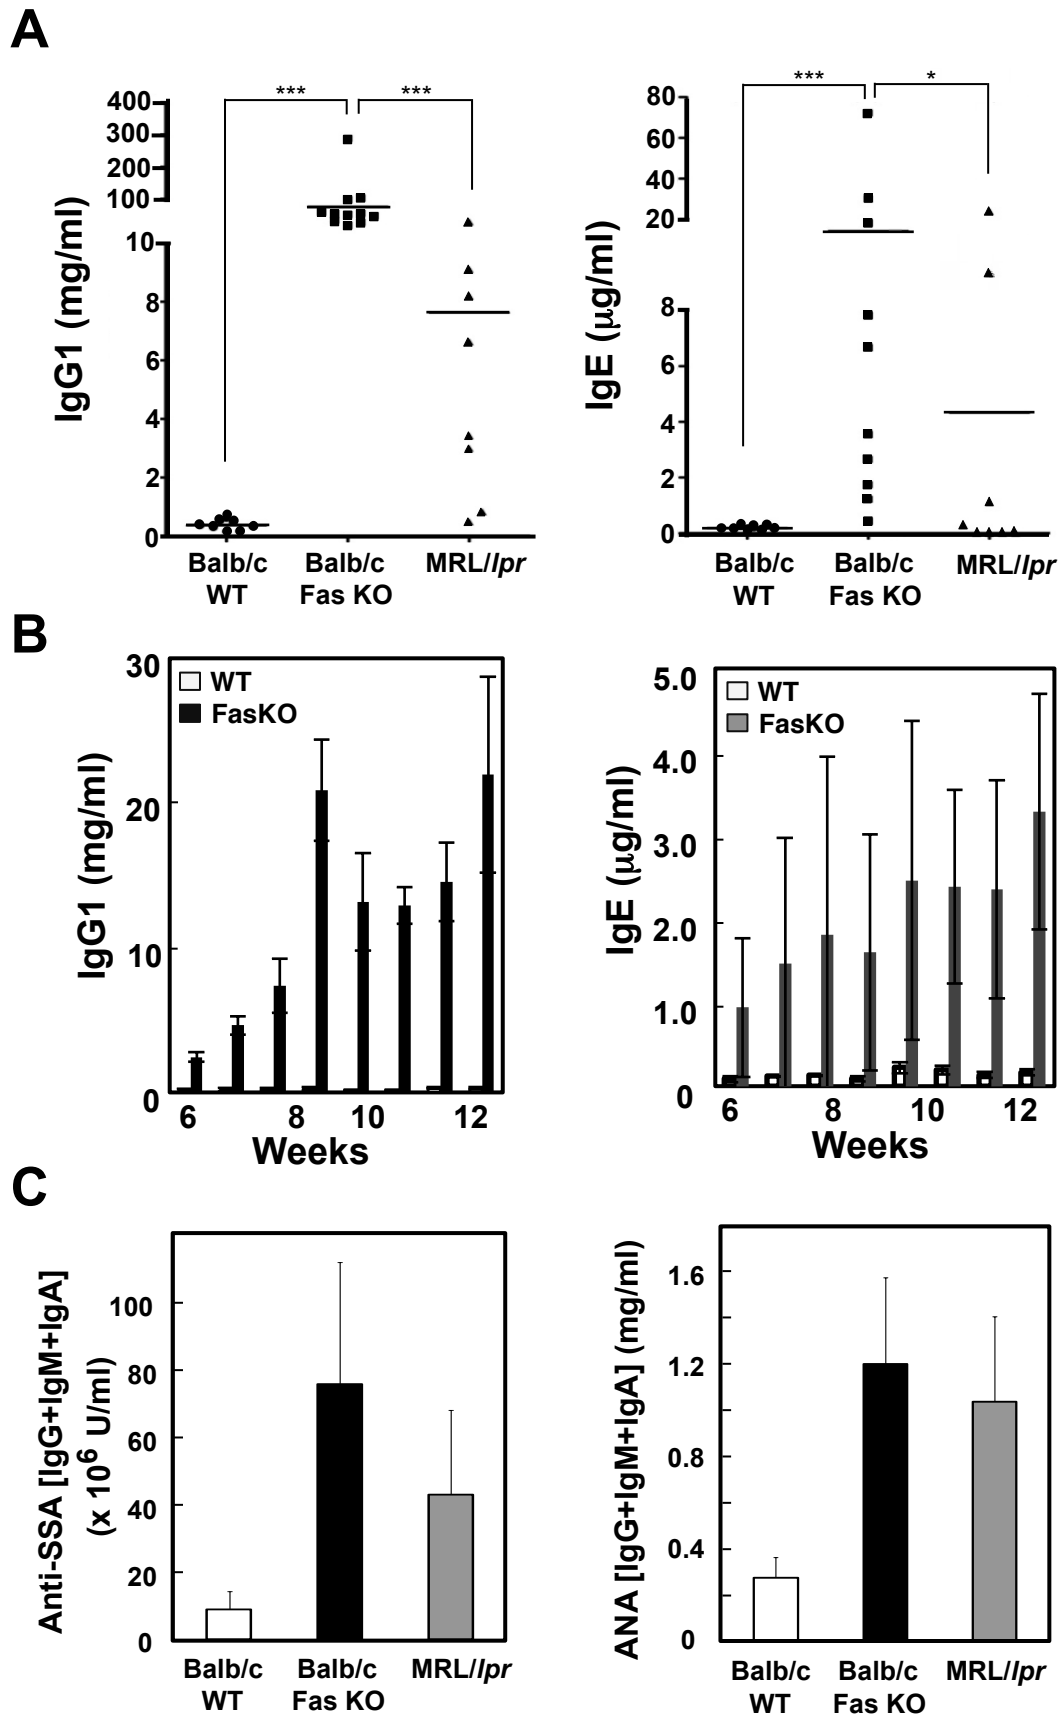 A
IgG1 (mg/ml)
400
300
200
100
10
8
6
4
2
0
***
***
Balb/c
WT
Balb/c
Fas KO
MRL//lpr
IgE (μg/ml)
80
60
40
20
8
6
4
2
0
***
*
Balb/c
WT
Balb/c
Fas KO
MRL//lpr
B
IgG1 (mg/ml)
30
20
10
0
WT
FasKO
6
8
10
12
Weeks
IgE (μg/ml)
5.0
4.0
3.0
2.0
1.0
0
WT
FasKO
6
8
10
12
Weeks
C
Anti-SSA [IgG+IgM+IgA]
(x 10⁶ U/ml)
100
80
60
40
20
0
Balb/c
WT
Balb/c
Fas KO
MRL//lpr
ANA [IgG+IgM+IgA] (mg/ml)
1.6
1.2
0.8
0.4
0
Balb/c
WT
Balb/c
Fas KO
MRL//lpr